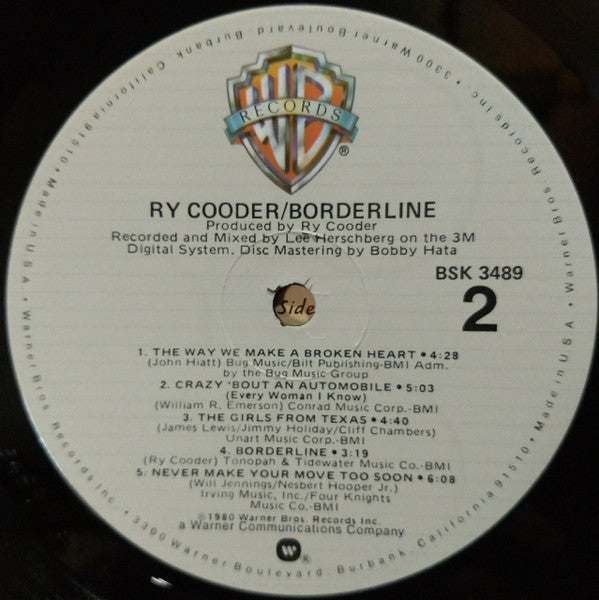 WB
RECORDS
®
RY COODER/BORDERLINE
Produced by Ry Cooder
Recorded and Mixed by Lee Herschberg on the 3M
Digital System. Disc Mastering by Bobby Hata
BSK 3489
Side
2
1. THE WAY WE MAKE A BROKEN HEART • 4:28
(John Hiatt) Bug Music/Bilt Publishing-BMI Adm.
by the Bug Music Group
2. CRAZY 'BOUT AN AUTOMOBILE • 5:03
(Every Woman I Know)
(William R. Emerson) Conrad Music Corp.-BMI
3. THE GIRLS FROM TEXAS • 4:40
(James Lewis/Jimmy Holiday/Cliff Chambers)
Unart Music Corp.-BMI
4. BORDERLINE • 3:19
(Ry Cooder) Tonopah & Tidewater Music Co.-BMI
5. NEVER MAKE YOUR MOVE TOO SOON • 6:08
(Will Jennings/Nesbert Hooper Jr.)
Irving Music, Inc./Four Knights
Music Co.-BMI
℗1980 Warner Bros. Records Inc.
a Warner Communications Company
W®
Warner Bros. Records Inc. • 3300 Warner Boulevard, Burbank, California 91510 • Made in USA • Warner Bros. Records Inc. • 3300 Warner Boulevard, Burbank, California 91510 • Made in USA •